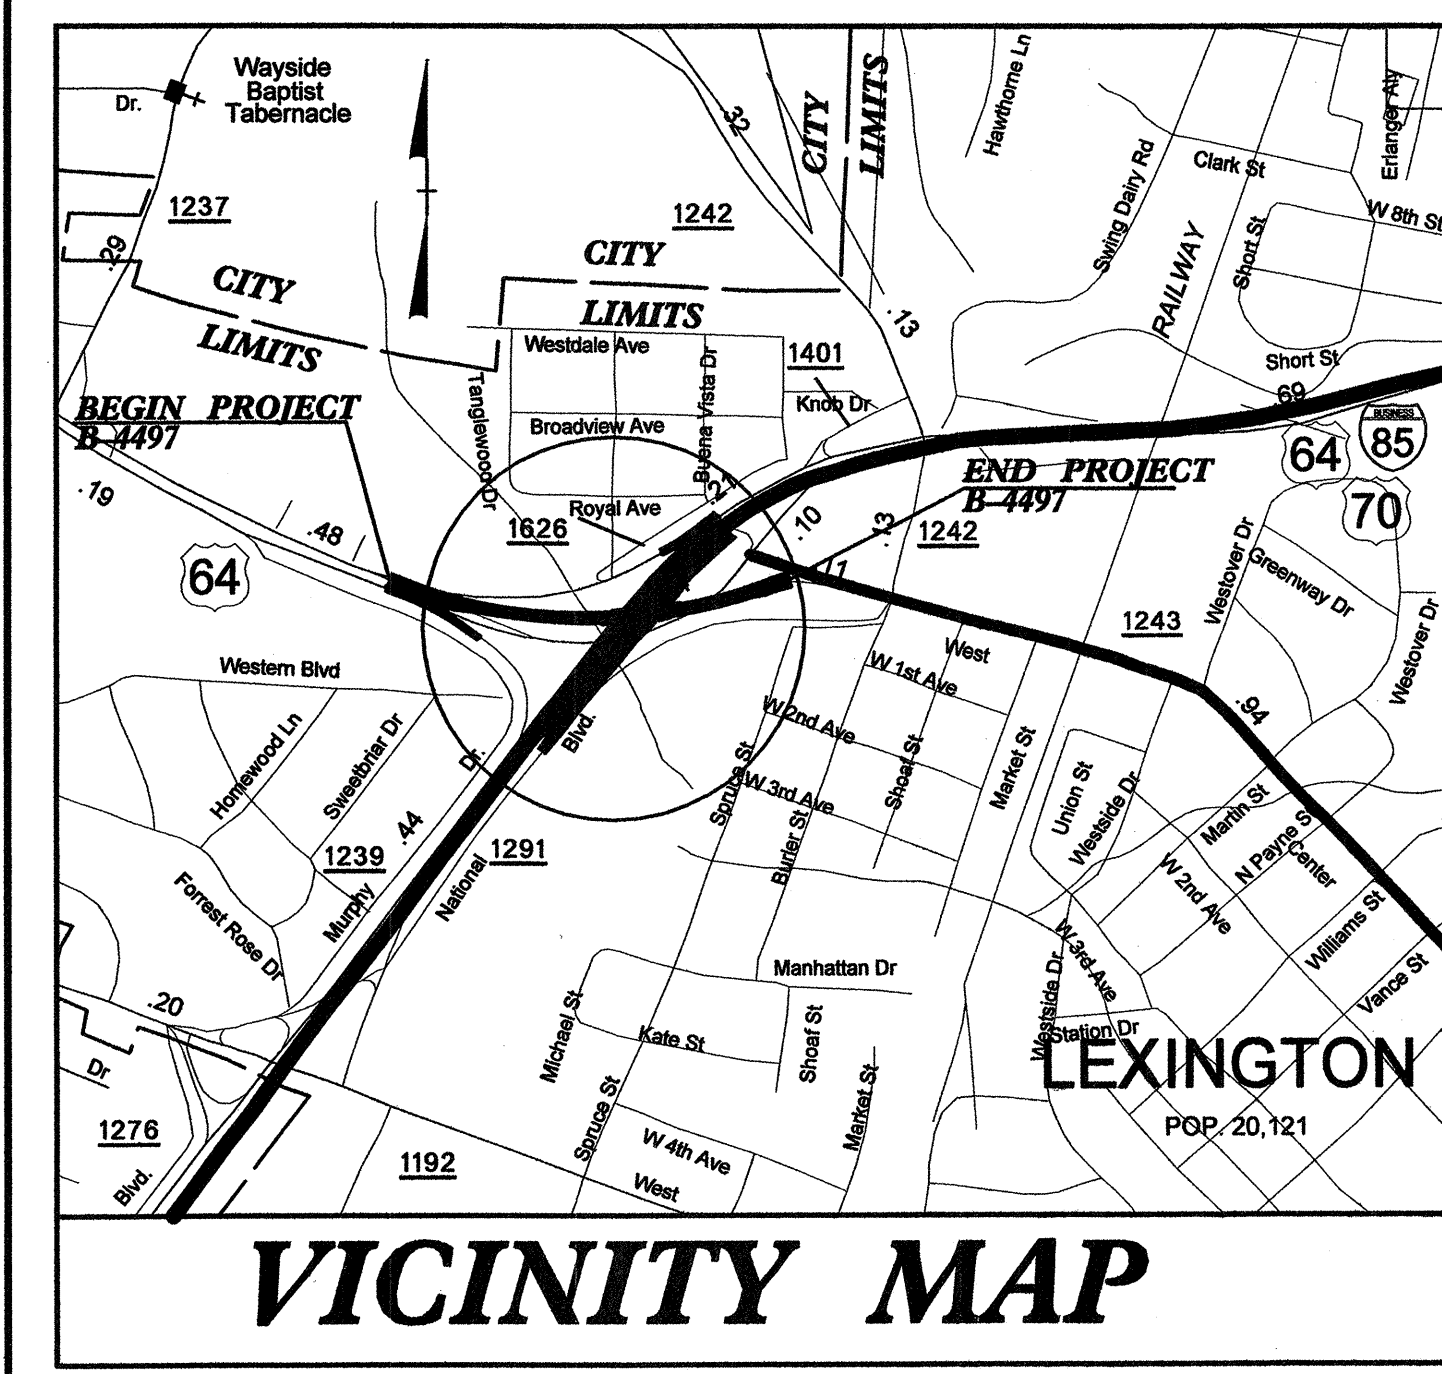 Wayside
Baptist
Tabernacle
Dr.
1237
.29
CITY
LIMITS
32
CITY
LIMITS
1242
CITY
LIMITS
Hawthorne Ln
Swing Dairy Rd
Clark St
Erlanger Aly
W 8th St
Short St
RAILWAY
.13
Short St
69
Westdale Ave
1401
Knob Dr
Buena Vista Dr
Broadview Ave
Tanglewood Dr
Royal Ave
1626
.21
BEGIN PROJECT
B-4497
.19
.48
64
END PROJECT
B-4497
.10
.13
1242
.11
64
BUSINESS
85
70
Westover Dr
Greenway Dr
Westover Dr
1243
.94
Western Blvd
Homewood Ln
Sweetbriar Dr
Dr.
Blvd.
.44
1239
1291
Murphy
National
Forrest Rose Dr
.20
Dr
1276
Blvd.
1192
West
W 1st Ave
W 2nd Ave
W 3rd Ave
Spruce St
Shoaf St
Burler St
Market St
Union St
Westside Dr
Martin St
N Payne S
Center
W 2nd Ave
Williams St
Vance St
W 3rd Ave
Westside Dr
Station Dr
Manhattan Dr
Michael St
Kate St
Shoaf St
Market St
Spruce St
W 4th Ave
West
LEXINGTON
POP. 20,121
VICINITY MAP